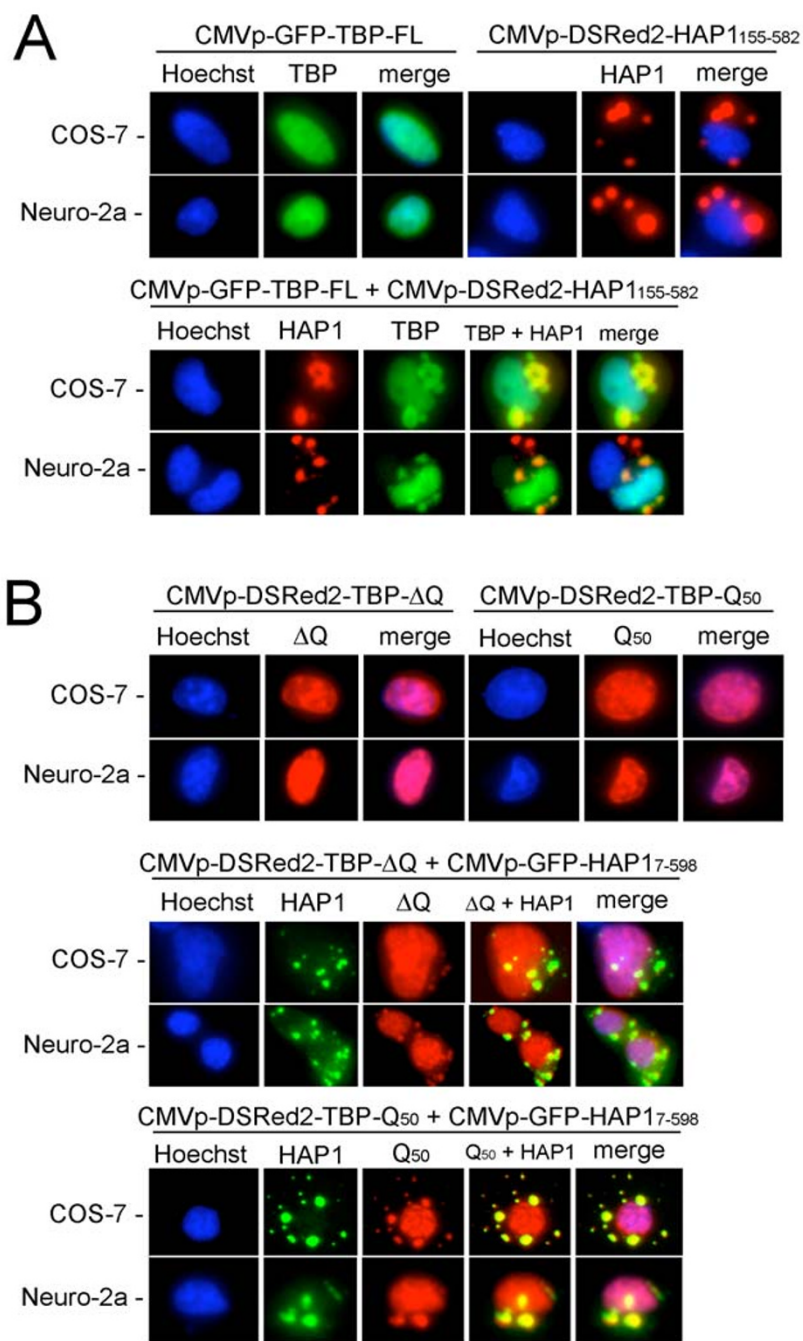 A
CMVp-GFP-TBP-FL CMVp-DSRed2-HAP1155-582
Hoechst TBP merge HAP1 merge
COS-7 -
Neuro-2a -
CMVp-GFP-TBP-FL + CMVp-DSRed2-HAP1155-582
Hoechst HAP1 TBP TBP + HAP1 merge
COS-7 -
Neuro-2a -
B
CMVp-DSRed2-TBP-ΔQ CMVp-DSRed2-TBP-Q50
Hoechst ΔQ merge Hoechst Q50 merge
COS-7 -
Neuro-2a -
CMVp-DSRed2-TBP-ΔQ + CMVp-GFP-HAP17-598
Hoechst HAP1 ΔQ ΔQ + HAP1 merge
COS-7 -
Neuro-2a -
CMVp-DSRed2-TBP-Q50 + CMVp-GFP-HAP17-598
Hoechst HAP1 Q50 Q50 + HAP1 merge
COS-7 -
Neuro-2a -